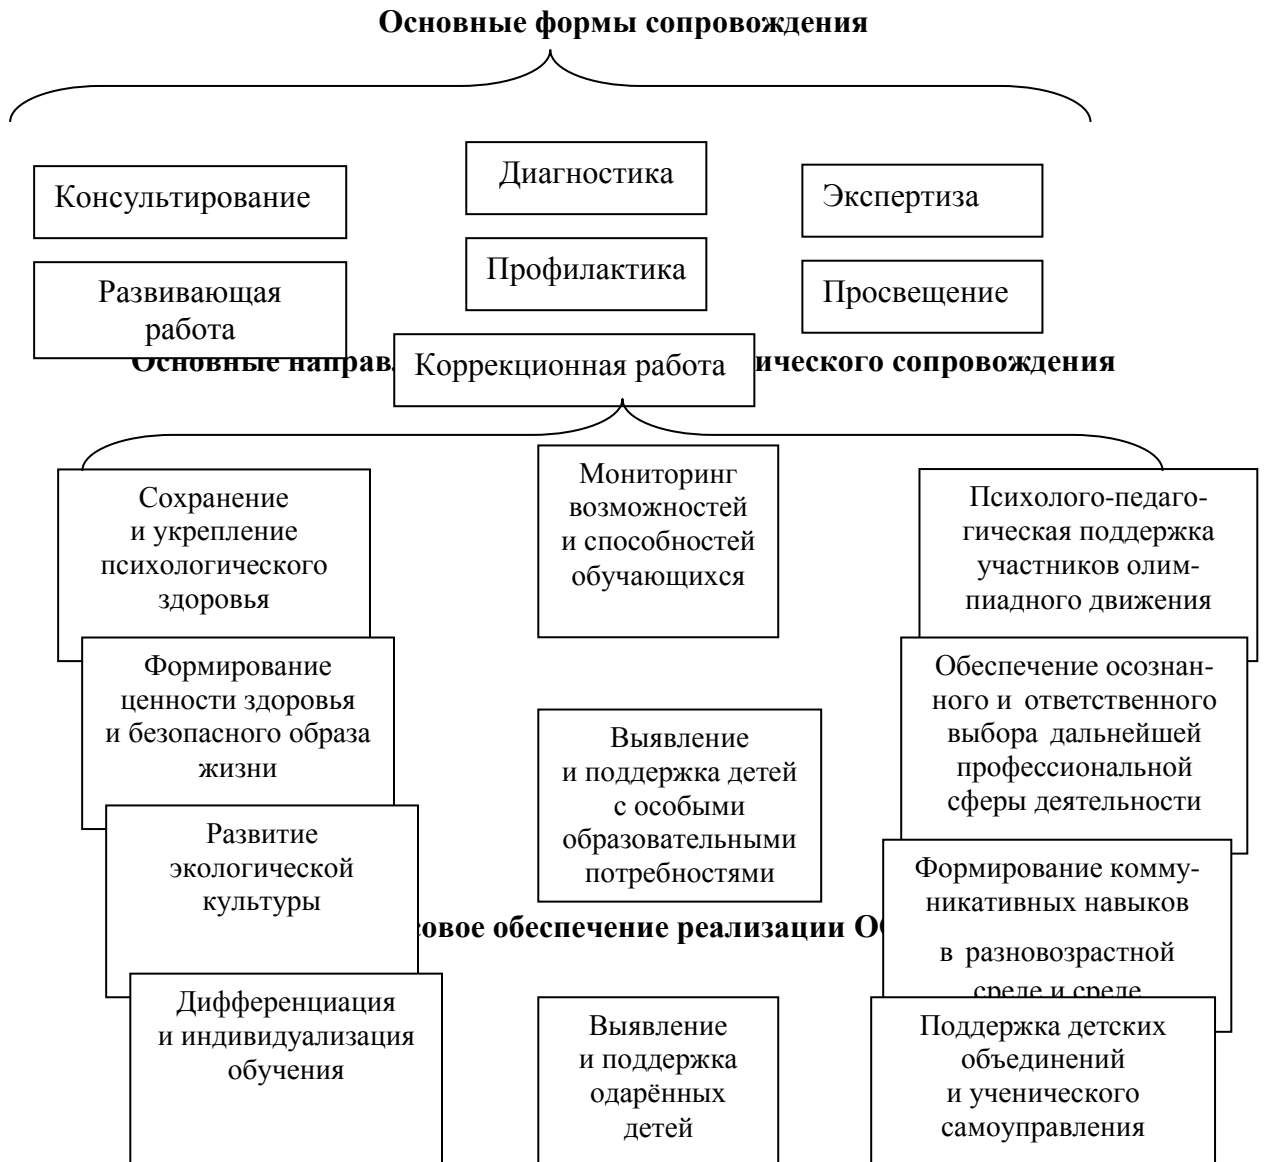 Основные формы сопровождения
Консультирование
Диагностика
Экспертиза
Развивающая
работа
Профилактика
Просвещение
Коррекционная работа
Основные
ического сопровождения
Сохранение
и укрепление
психологического
здоровья
Мониторинг
возможностей
и способностей
обучающихся
Психолого-педаго-
гическая поддержка
участников олим-
пиадного движения
Формирование
ценности здоровья
и безопасного образа
жизни
Выявление
и поддержка детей
с особыми
образовательными
потребностями
Обеспечение осознан-
ного и ответственного
выбора дальнейшей
профессиональной
сферы деятельности
Развитие
экологической
культуры
Формирование комму-
никативных навыков
в разновозрастной
среде и среде
совое обеспечение реализации
Дифференциация
и индивидуализация
обучения
Выявление
и поддержка
одарённых
детей
Поддержка детских
объединений
и ученического
самоуправления